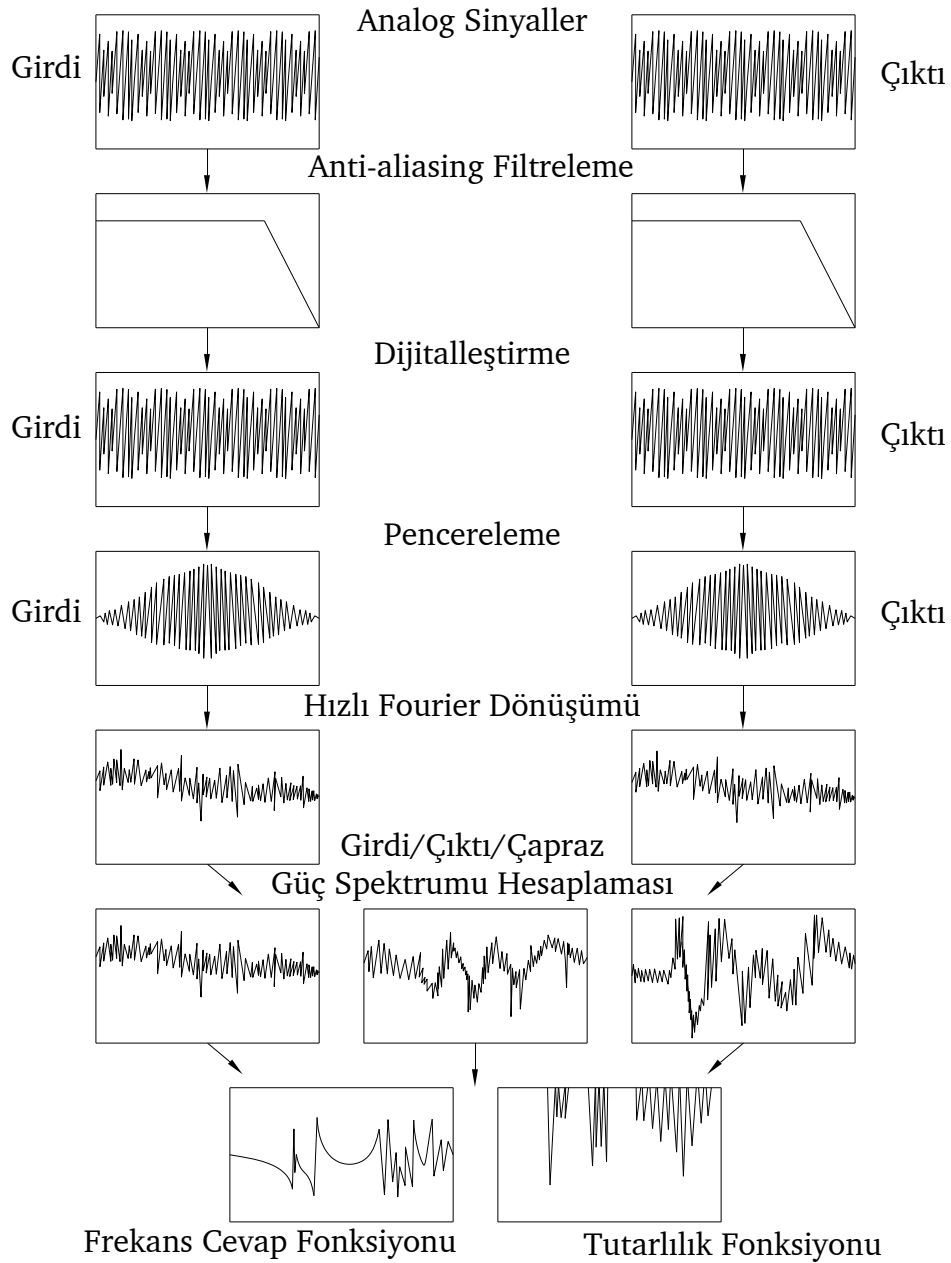 Analog Sinyaller
Girdi
Çıktı
Anti-aliasing Filtreleme
Dijitalleştirme
Girdi
Çıktı
Pencereleme
Girdi
Çıktı
Hızlı Fourier Dönüşümü
Girdi/Çıktı/Çapraz
Güç Spektrumu Hesaplaması
Frekans Cevap Fonksiyonu
Tutarlılık Fonksiyonu